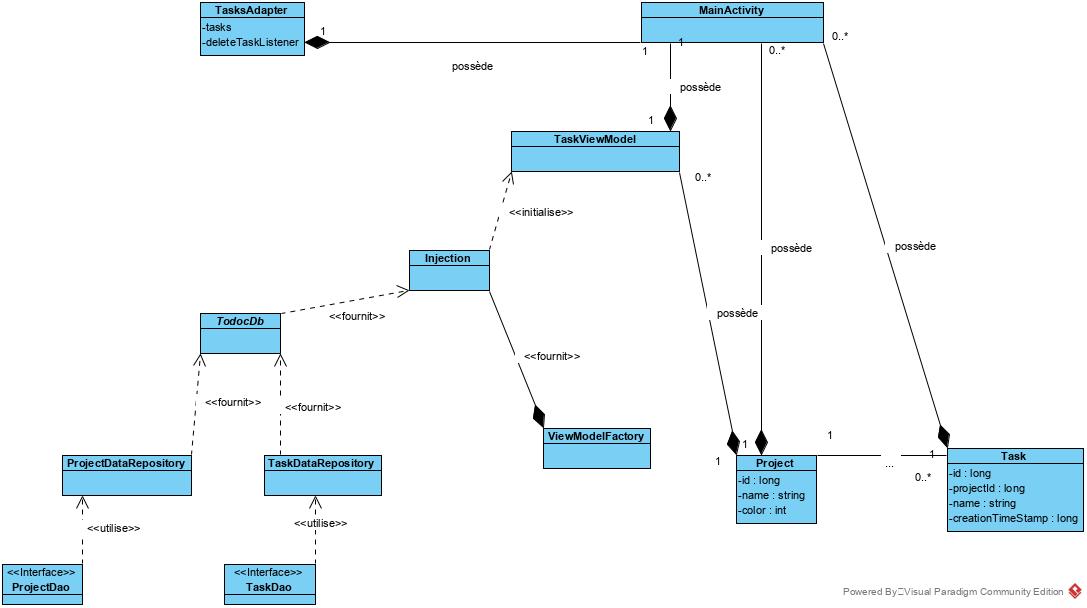 TasksAdapter
-tasks
-deleteTaskListener
1
possède
MainActivity
1
1
0..*
0..*
possède
1
TaskViewModel
0..*
<<initialise>>
Injection
possède
possède
<<fournit>>
TodocDb
possède
<<fournit>>
<<fournit>>
<<fournit>>
ViewModelFactory
1
1
1
1
0..*
...
ProjectDataRepository
TaskDataRepository
Project
-id : long
-name : string
-color : int
Task
-id : long
-projectId : long
-name : string
-creationTimeStamp : long
<<utilise>>
<<utilise>>
<<Interface>>
ProjectDao
<<Interface>>
TaskDao
Powered By Visual Paradigm Community Edition